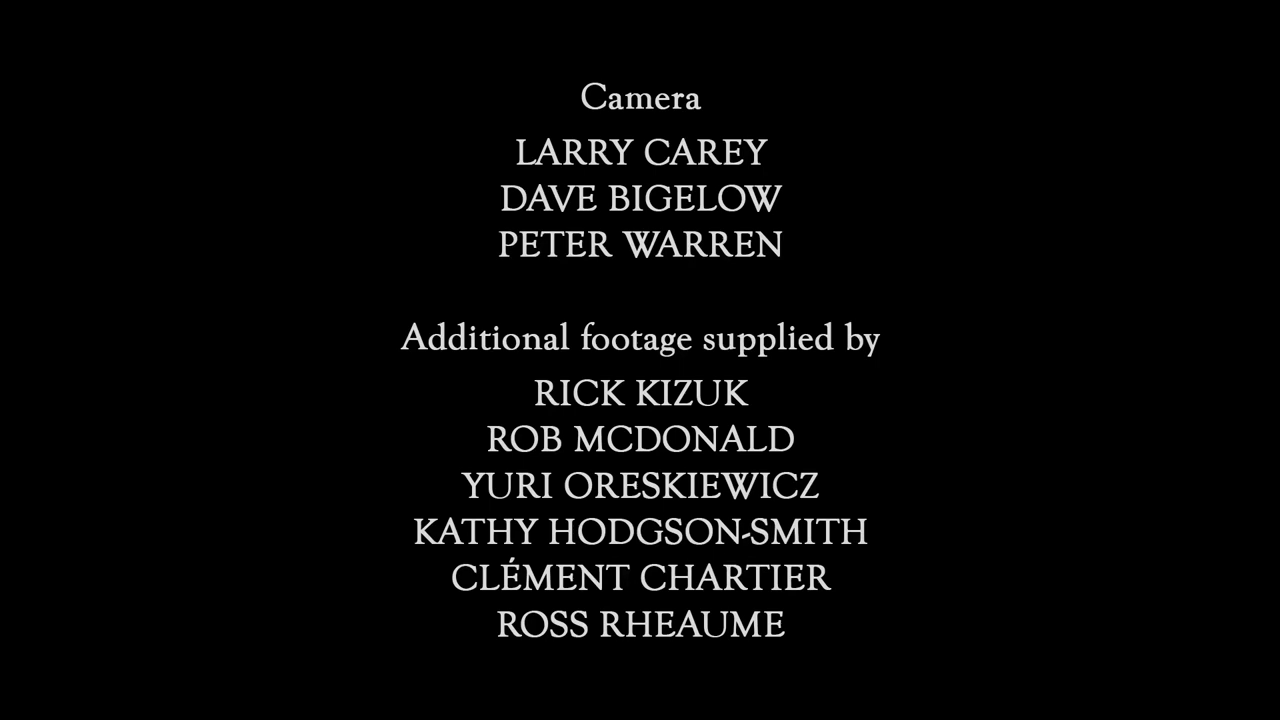 Camera
LARRY CAREY
DAVE BIGELOW
PETER WARREN
Additional footage supplied by
RICK KIZUK
ROB MCDONALD
YURI ORESKIEWICZ
KATHY HODGSON-SMITH
CLÉMENT CHARTIER
ROSS RHEAUME